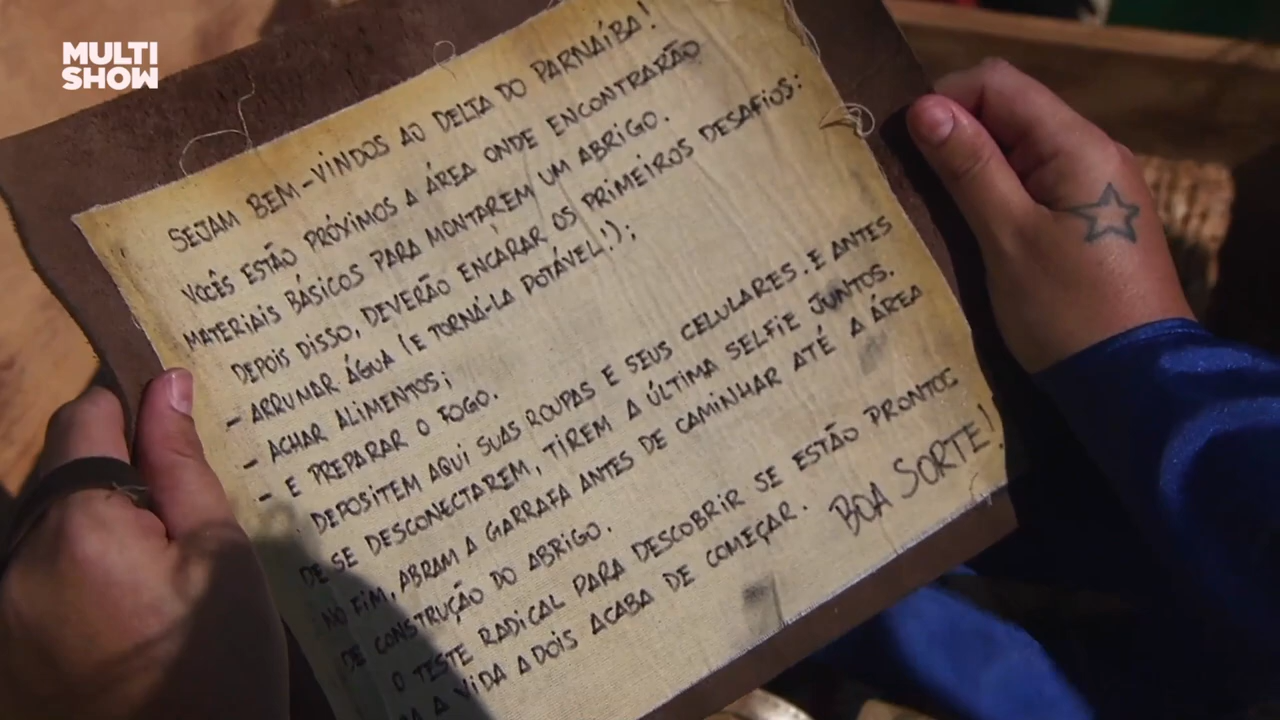 MULTI
SHOW
SEJAM BEM-VINDOS AO DELTA DO PARNAÍBA!
VOCÊS ESTÃO PRÓXIMOS A ÁREA ONDE ENCONTRARÃO
MATERIAIS BÁSICOS PARA MONTAREM UM ABRIGO.
DEPOIS DISSO, DEVERÃO ENCARAR OS PRIMEIROS DESAFIOS:
- ARRUMAR ÁGUA (E TORNÁ-LA POTÁVEL!);
- ACHAR ALIMENTOS;
- E PREPARAR O FOGO.
DEPOSITEM AQUI SUAS ROUPAS E SEUS CELULARES. E ANTES
DE SE DESCONECTAREM, TIREM A ÚLTIMA SELFIE JUNTOS.
NO FIM, ABRAM A GARRAFA ANTES DE CAMINHAR ATÉ A ÁREA
DE CONSTRUÇÃO DO ABRIGO.
O TESTE RADICAL PARA DESCOBRIR SE ESTÃO PRONTOS
A VIDA A DOIS ACABA DE COMEÇAR.
BOA SORTE!